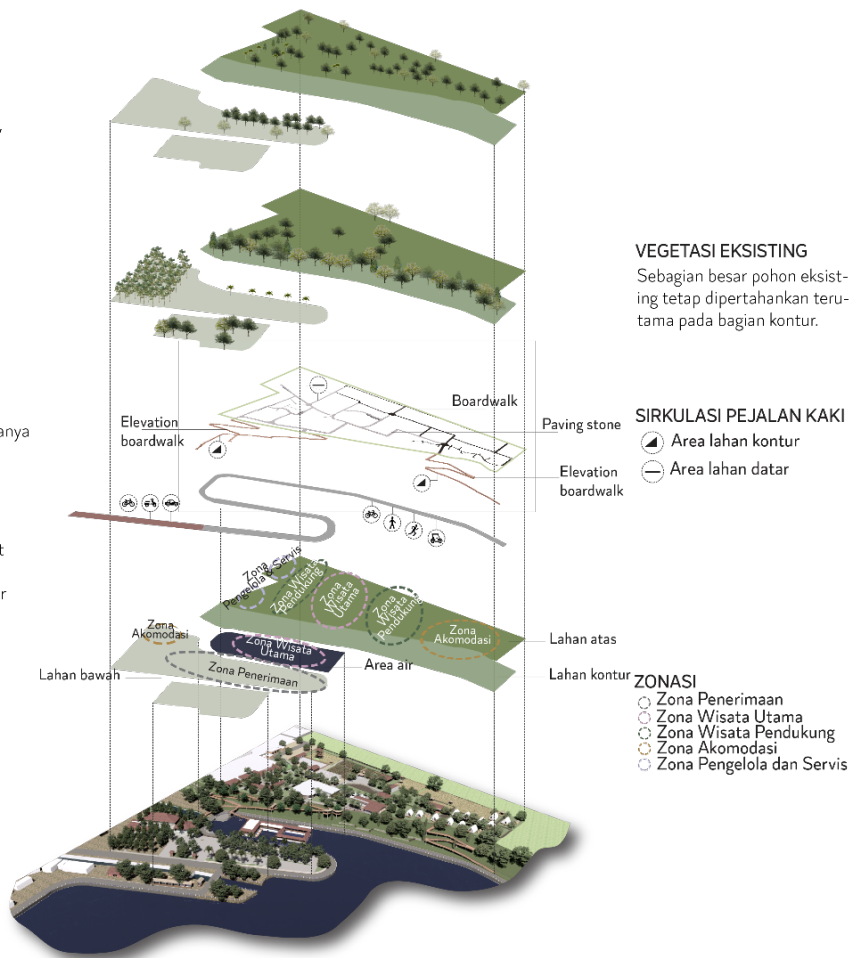 VEGETASI EKSISTING
Sebagian besar pohon eksist-
ing tetap dipertahankan teru-
tama pada bagian kontur.
anya
t
r
Boardwalk
Elevation
boardwalk
Paving stone
Elevation
boardwalk
SIRKULASI PEJALAN KAKI
Area lahan kontur
Area lahan datar
Zona
Pengelola & Servis
Zona Wisata
Pendukung
Zona
Wisata
Utama
Zona
Wisata
Pendukung
Zona
Akomodasi
Zona
Akomodasi
Zona Wisata
Utama
Zona Penerimaan
Lahan atas
Area air
Lahan bawah
Lahan kontur
ZONASI
Zona Penerimaan
Zona Wisata Utama
Zona Wisata Pendukung
Zona Akomodasi
Zona Pengelola dan Servis